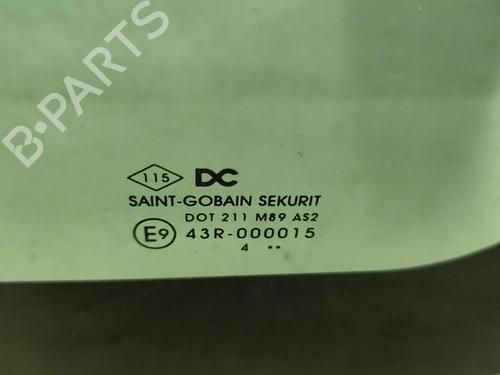 B-PARTS
115 DC
SAINT-GOBAIN SEKURIT
DOT 211 M89 AS2
E9 43R-000015
4 ..